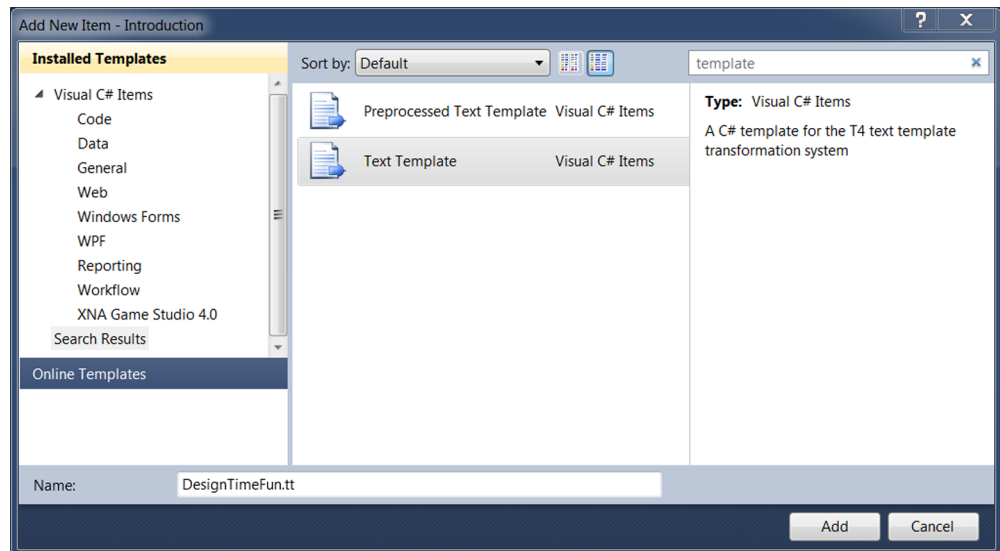 Add New Item - Introduction
? X
Installed Templates
Visual C# Items
Code
Data
General
Web
Windows Forms
WPF
Reporting
Workflow
XNA Game Studio 4.0
Search Results
Online Templates
Sort by: Default
Preprocessed Text Template Visual C# Items
Text Template Visual C# Items
template
Type: Visual C# Items
A C# template for the T4 text template
transformation system
Name: DesignTimeFun.tt
Add Cancel